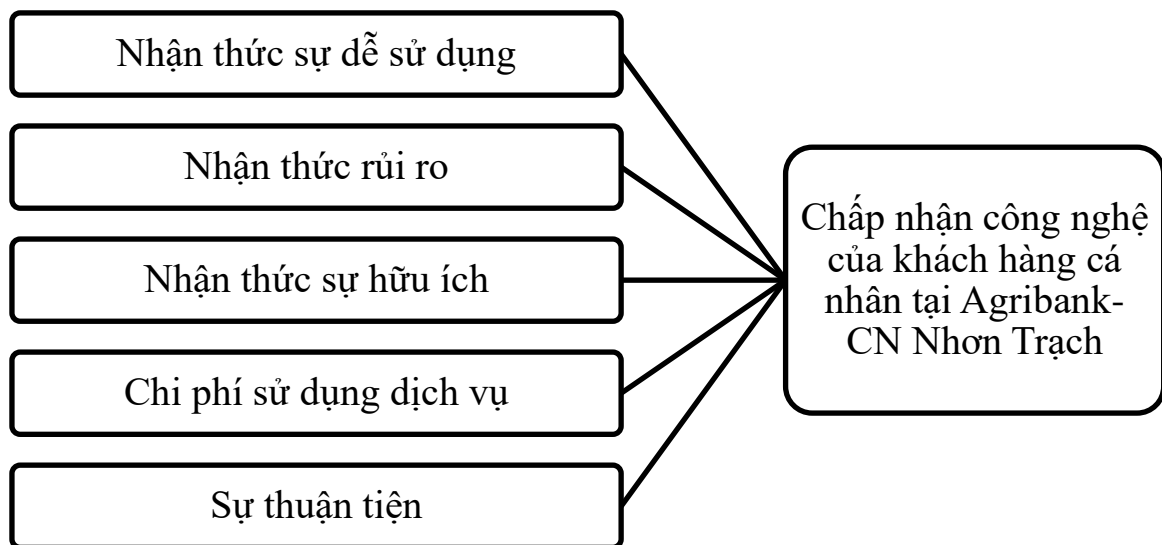 Nhận thức sự dễ sử dụng
Nhận thức rủi ro
Nhận thức sự hữu ích
Chi phí sử dụng dịch vụ
Sự thuận tiện
Chấp nhận công nghệ
của khách hàng cá
nhân tại Agribank-
CN Nhơn Trạch